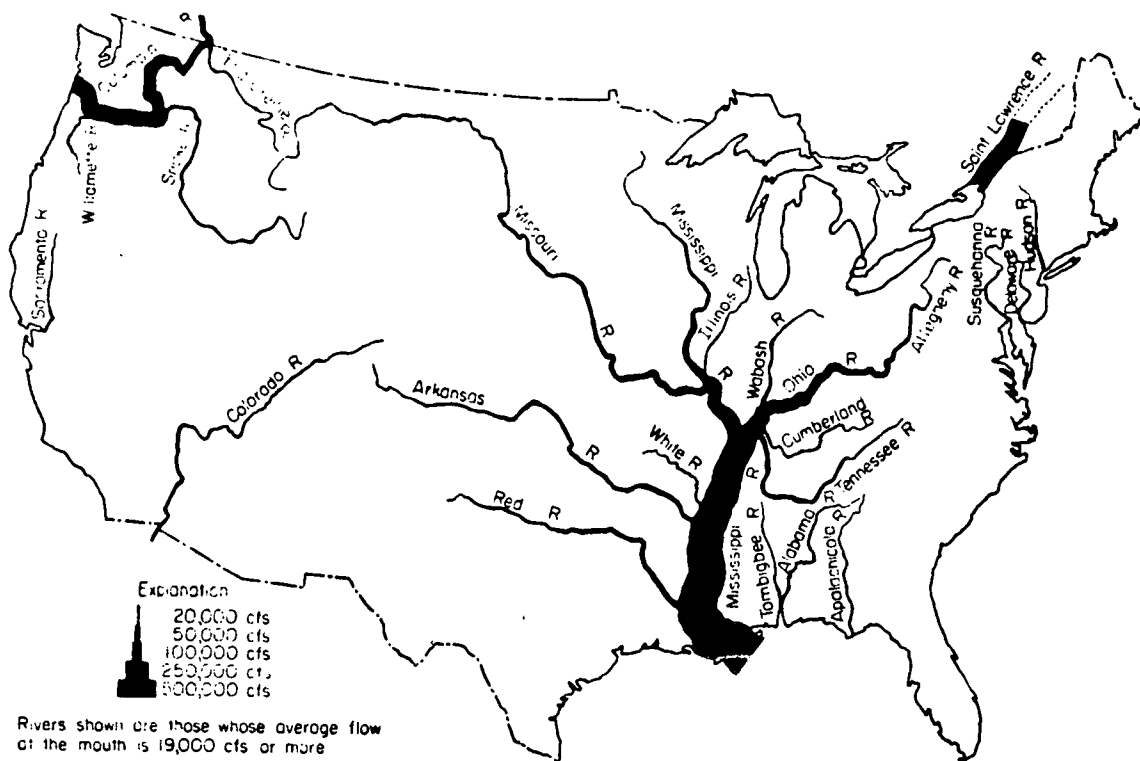 Columbia
Willamette R
Snake R
Sacramento R
Colorado R
Missouri R
Mississippi R
Illinois R
Wabash R
Ohio R
Allegheny R
Saint Lawrence R
Susquehanna R
Delaware R
Hudson R
Arkansas R
White R
Red R
Cumberland R
Tennessee R
Mississippi
Tombigbee R
Alabama R
Apalachicola R
Explanation
20,000 cfs
50,000 cfs
100,000 cfs
250,000 cfs
500,000 cfs
Rivers shown are those whose average flow
at the mouth is 19,000 cfs or more